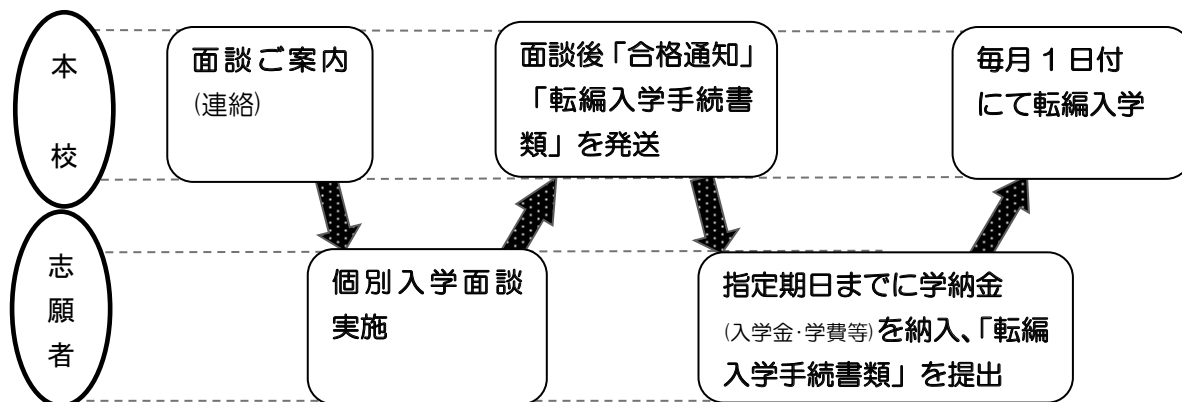 本校
面談ご案内
(連絡)
面談後「合格通知」
「転編入学手続書
類」を発送
毎月1日付
にて転編入学
志願者
個別入学面談
実施
指定期日までに学納金
(入学金・学費等)を納入、「転編
入学手続書類」を提出